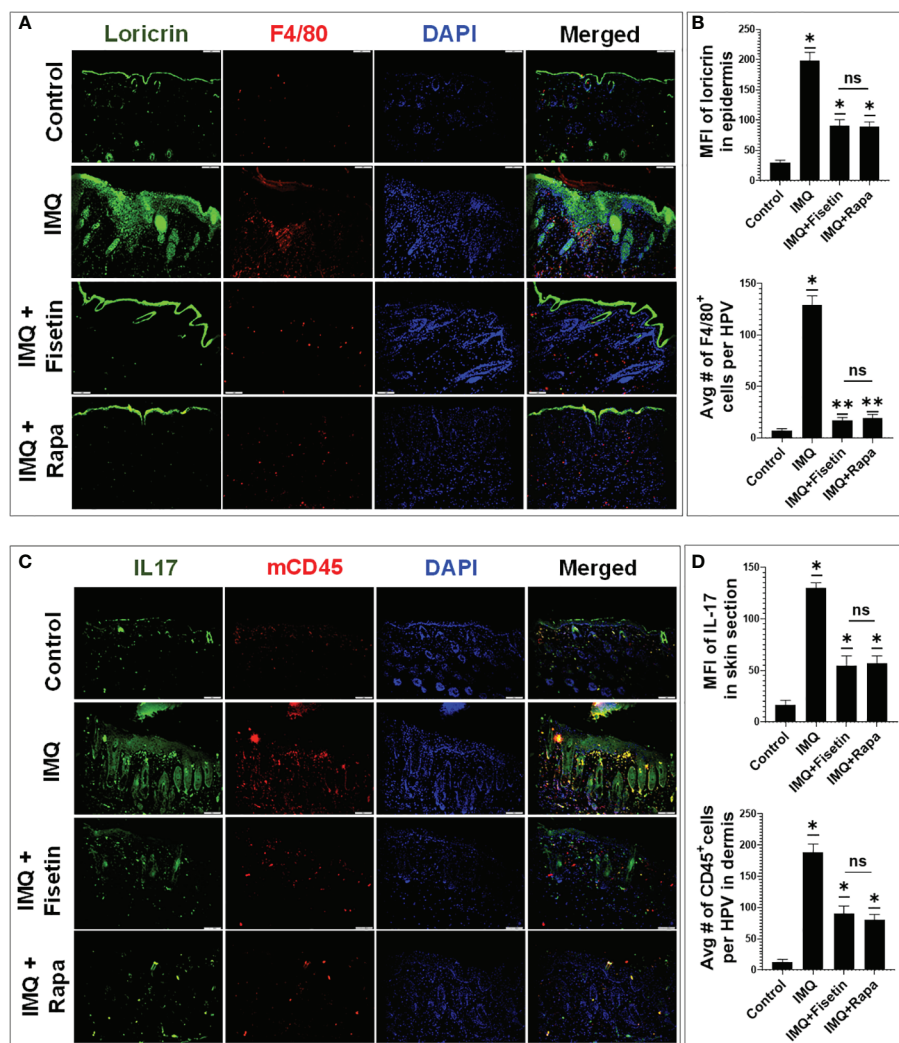 A
Loricrin F4/80 DAPI Merged
Control
IMQ
IMQ +
Fisetin
IMQ +
Rapa
B
MFI of loricrin
in epidermis
250
200
150
100
50
0
*
ns
*
*
Control
IMQ
IMQ+Fisetin
IMQ+Rapa
Avg # of F4/80+
cells per HPV
150
100
50
0
*
ns
**
**
Control
IMQ
IMQ+Fisetin
IMQ+Rapa
C
IL17 mCD45 DAPI Merged
Control
IMQ
IMQ +
Fisetin
IMQ +
Rapa
D
MFI of IL-17
in skin section
150
100
50
0
*
ns
*
*
Control
IMQ
IMQ+Fisetin
IMQ+Rapa
Avg # of CD45+cells
per HPV in dermis
250
200
150
100
50
0
*
ns
*
*
Control
IMQ
IMQ+Fisetin
IMQ+Rapa